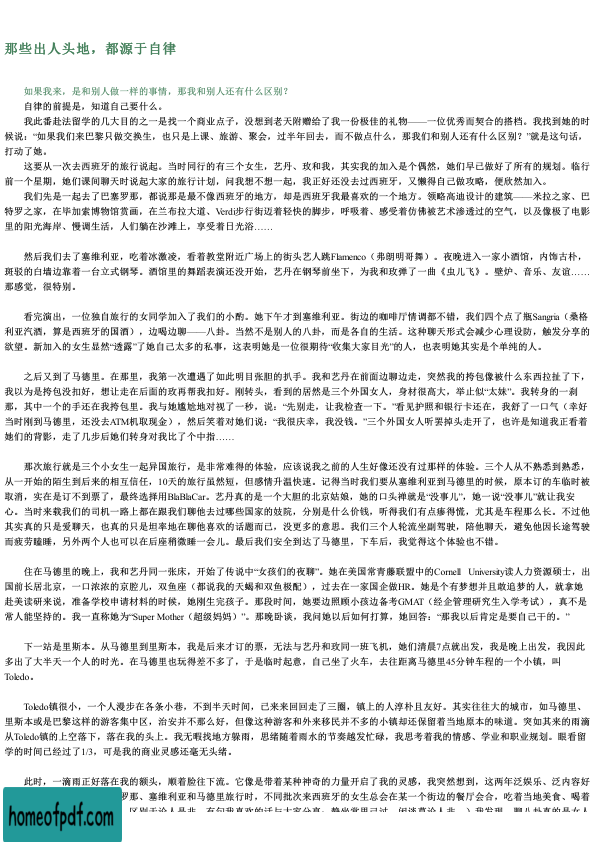 那些出人头地，都源于自律
如果我来，是和别人做一样的事情，那我和别人还有什么区别？
自律的前提是，知道自己要什么。
我此番赴法留学的几大目的之一是找一个商业点子，没想到老天附赠给了我一份极佳的礼物——一位优秀而契合的搭档。我找到她的时
候说：“如果我们来巴黎只做交换生，也只是上课、旅游、聚会，过半年回去，而不做点什么，那我们和别人还有什么区别？”就是这句话，
打动了她。
这要从一次去西班牙的旅行说起。当时同行的有三个女生，艺丹、玫和我，其实我的加入是个偶然，她们早已做好了所有的规划。临行
前一个星期，她们课间聊天时说起大家的旅行计划，问我想不想一起，我正好还没去过西班牙，又懒得自己做攻略，便欣然加入。
我们先是一起去了巴塞罗那，都说那是最不像西班牙的地方，却是西班牙我最喜欢的一个地方。领略高迪设计的建筑——米拉之家、巴
特罗之家，在毕加索博物馆赏画，在兰布拉大道、Verdi步行街迈着轻快的脚步，呼吸着、感受着仿佛被艺术渗透过的空气，以及像极了电影
里的阳光海岸、慢调生活，人们躺在沙滩上，享受着日光浴……
然后我们去了塞维利亚，吃着冰激凌，看着教堂附近广场上的街头艺人跳Flamenco（弗朗明哥舞）。夜晚进入一家小酒馆，内饰古朴，
斑驳的白墙边靠着一台立式钢琴。酒馆里的舞蹈表演还没开始，艺丹在钢琴前坐下，为我和玫弹了一曲《虫儿飞》。壁炉、音乐、友谊……
那感觉，很特别。
看完演出，一位独自旅行的女同学加入了我们的小酌。她下午才到塞维利亚。街边的咖啡厅情调都不错，我们四个点了瓶Sangria（桑格
利亚汽酒，算是西班牙的国酒），边喝边聊——八卦。当然不是别人的八卦，而是各自的生活。这种聊天形式会减少心理设防，触发分享的
欲望。新加入的女生显然“透露”了她自己太多的私事，这表明她是一位很期待“收集大家目光”的人，也表明她其实是个单纯的人。
之后又到了马德里。在那里，我第一次遭遇了如此明目张胆的扒手。我和艺丹在前面边聊边走，突然我的挎包像被什么东西拉扯了下，
我以为是挎包没扣好，想让走在后面的玫再帮我扣好。刚转头，看到的居然是三个外国女人，身材很高大，举止似“太妹”。我转身的一刹
那，其中一个的手还在我挎包里。我与她尴尬地对视了一秒，说：“先别走，让我检查一下。”看见护照和银行卡还在，我舒了一口气（幸好
当时刚到马德里，还没去ATM机取现金），然后笑着对她们说：“我很庆幸，我没钱。”三个外国女人听罢掉头走开了，也许是知道我正看着
她们的背影，走了几步后她们转身对我比了个中指……
那次旅行就是三个小女生一起异国旅行，是非常难得的体验，应该说我之前的人生好像还没有过那样的体验。三个人从不熟悉到熟悉，
从一开始的陌生到后来的相互信任，10天的旅行虽然短，但感情升温快速。记得当时我们要从塞维利亚到马德里的时候，原本订的车临时被
取消，实在是订不到票了，最终选择用BlaBlaCar。艺丹真的是一个大胆的北京姑娘，她的口头禅就是“没事儿”，她一说“没事儿”就让我安
心。当时来载我们的司机一路上都在跟我们聊他去过哪些国家的妓院，分别是什么价钱，听得我们有点瘆得慌，尤其是车程那么长。不过他
其实真的只是爱聊天，也真的只是坦率地在聊他喜欢的话题而已，没更多的意思。我们三个人轮流坐副驾驶，陪他聊天，避免他因长途驾驶
而疲劳瞌睡，另外两个人也可以在后座稍微睡一会儿。最后我们安全到达了马德里，下车后，我觉得这个体验也不错。
住在马德里的晚上，我和艺丹同一张床，开始了传说中“女孩们的夜聊”。她在美国常青藤联盟中的Cornell University读人力资源硕士，出
国前长居北京，一口浓浓的京腔儿，双鱼座（都说我的天蝎和双鱼极配），过去在一家国企做HR。她是个有梦想并且敢追梦的人，就拿她
赴美读研来说，准备学校申请材料的时候，她刚生完孩子。那段时间，她要边照顾小孩边备考GMAT（经企管理研究生入学考试），真不是
常人能坚持的。我一直称她为“Super Mother（超级妈妈）”。那晚卧谈，我问她以后如何打算，她回答：“那我以后肯定是要自己干的。”
下一站是里斯本。从马德里到里斯本，我是后来才订的票，无法与艺丹和玫同一班飞机，她们清晨7点就出发，我是晚上出发，我因此
多出了大半天一个人的时光。在马德里也玩得差不多了，于是临时起意，自己坐了火车，去往距离马德里45分钟车程的一个小镇，叫
Toledo。
Toledo镇很小，一个人漫步在各条小巷，不到半天时间，已来来回回走了三圈，镇上的人淳朴且友好。其实往往大的城市，如马德里、
里斯本或是巴黎这样的游客集中区，治安并不那么好，但像这种游客和外来移民并不多的小镇却还保留着当地原本的味道。突如其来的雨滴
从Toledo镇的上空落下，落在我的头上。我无暇找地方躲雨，思绪随着雨水的节奏越发忙碌，我思考着我的情感、学业和职业规划。眼看留
学的时间已经过了1/3，可是我的商业灵感还毫无头绪。
此时，一滴雨正好落在我的额头，顺着脸往下流。它像是带着某种神奇的力量开启了我的灵感，我突然想到，这两年泛娱乐、泛内容好
罗那、塞维利亚和马德里旅行时，不同批次来西班牙的女生总会在某一个街边的餐厅会合，吃着当地美食、喝着
homeofpdf.com